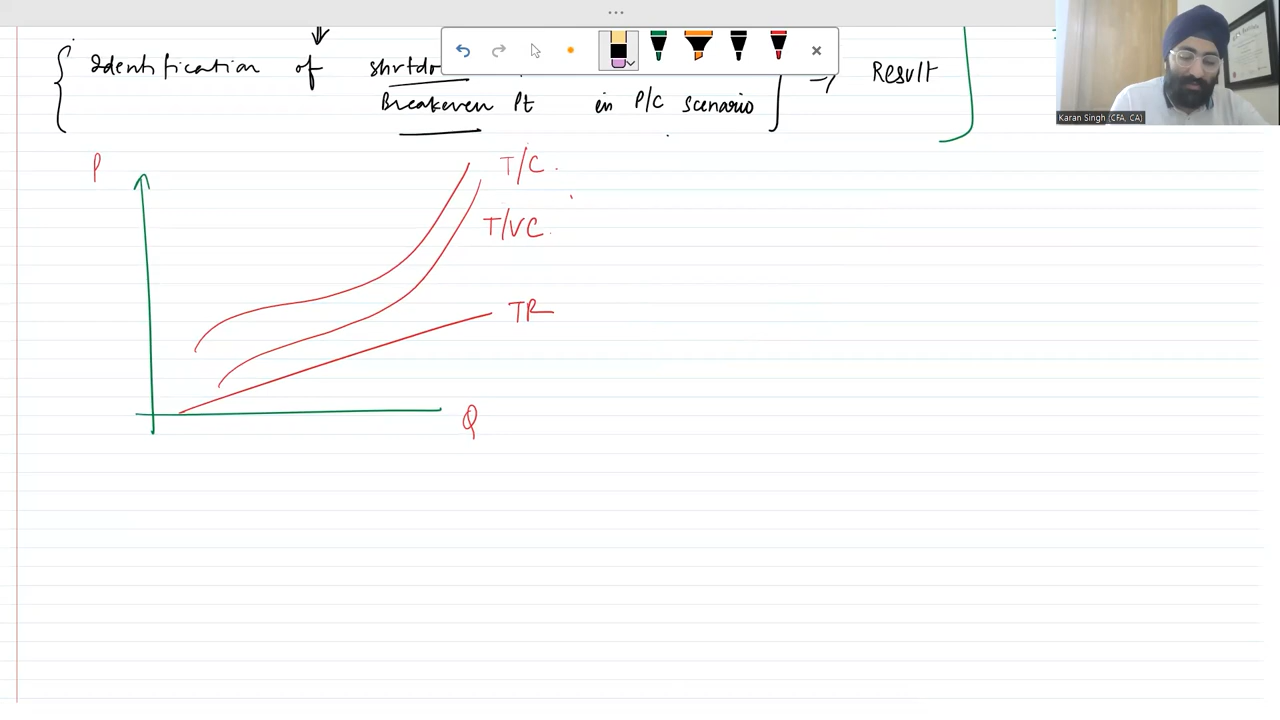 Identification of shutdo
Breakeven Pt in P/C scenario
Result
P
T/C.
T/VC.
TR
Q
Karan Singh (CFA, CA)